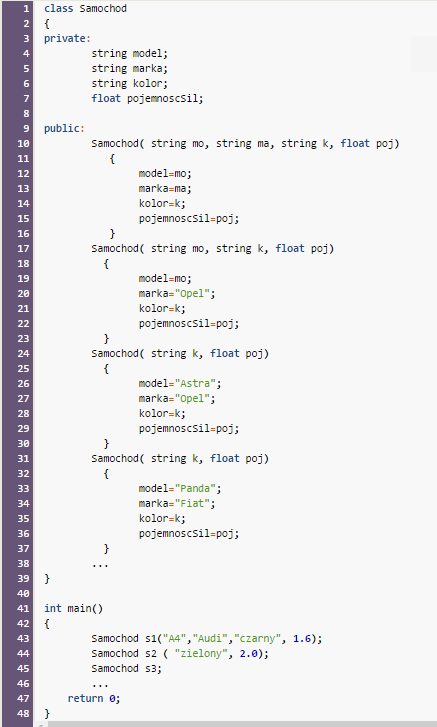 1 class Samochod
2 {
3 private:
4 string model;
5 string marka;
6 string kolor;
7 float pojemnoscSil;
8
9 public:
10 Samochod( string mo, string ma, string k, float poj)
11 {
12 model=mo;
13 marka=ma;
14 kolor=k;
15 pojemnoscSil=poj;
16 }
17 Samochod( string mo, string k, float poj)
18 {
19 model=mo;
20 marka="Opel";
21 kolor=k;
22 pojemnoscSil=poj;
23 }
24 Samochod( string k, float poj)
25 {
26 model="Astra";
27 marka="Opel";
28 kolor=k;
29 pojemnoscSil=poj;
30 }
31 Samochod( string k, float poj)
32 {
33 model="Panda";
34 marka="Fiat";
35 kolor=k;
36 pojemnoscSil=poj;
37 }
38 ...
39 }
40
41 int main()
42 {
43 Samochod s1("A4","Audi","czarny", 1.6);
44 Samochod s2 ( "zielony", 2.0);
45 Samochod s3;
46 ...
47 return 0;
48 }